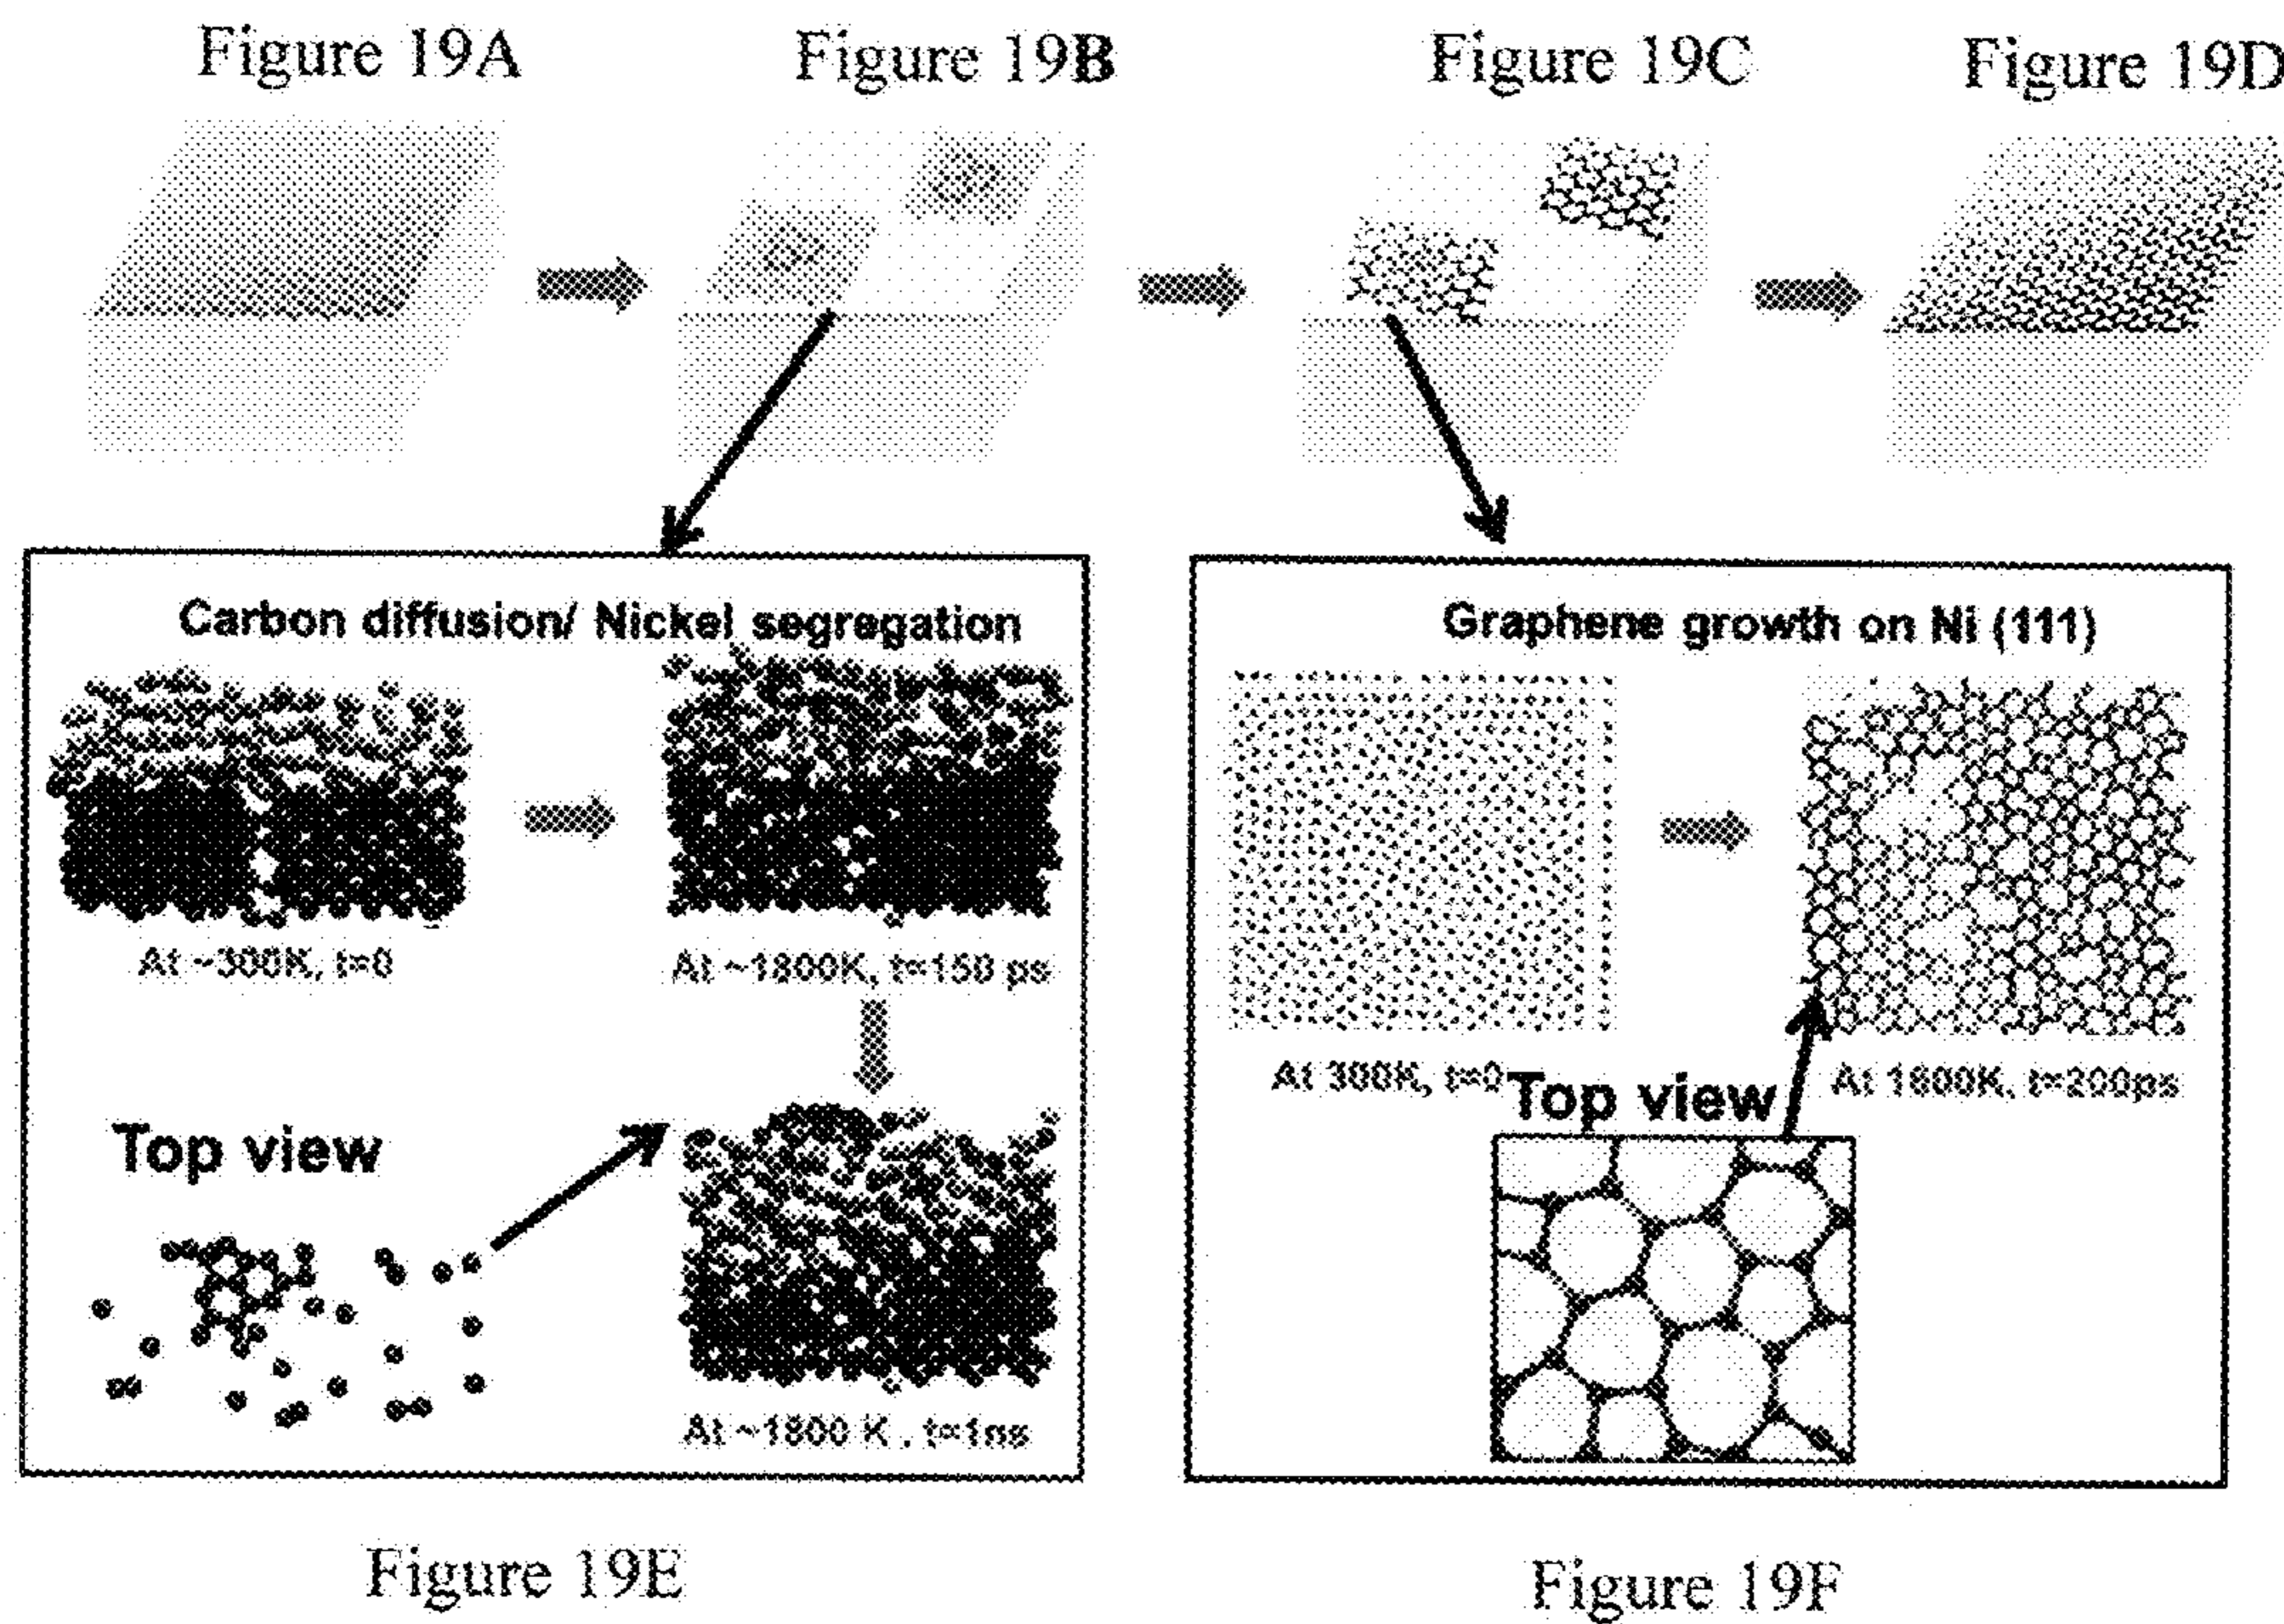 Figure 19A
Figure 19B
Figure 19C
Figure 19D
Carbon diffusion/ Nickel segregation
At ~300K, t=0
At ~1800K, t=150 ps
Top view
At ~1800 K , t=1ns
Figure 19E
Graphene growth on Ni (111)
At 300K, t=0
At 1600K, t=200ps
Top view
Figure 19F